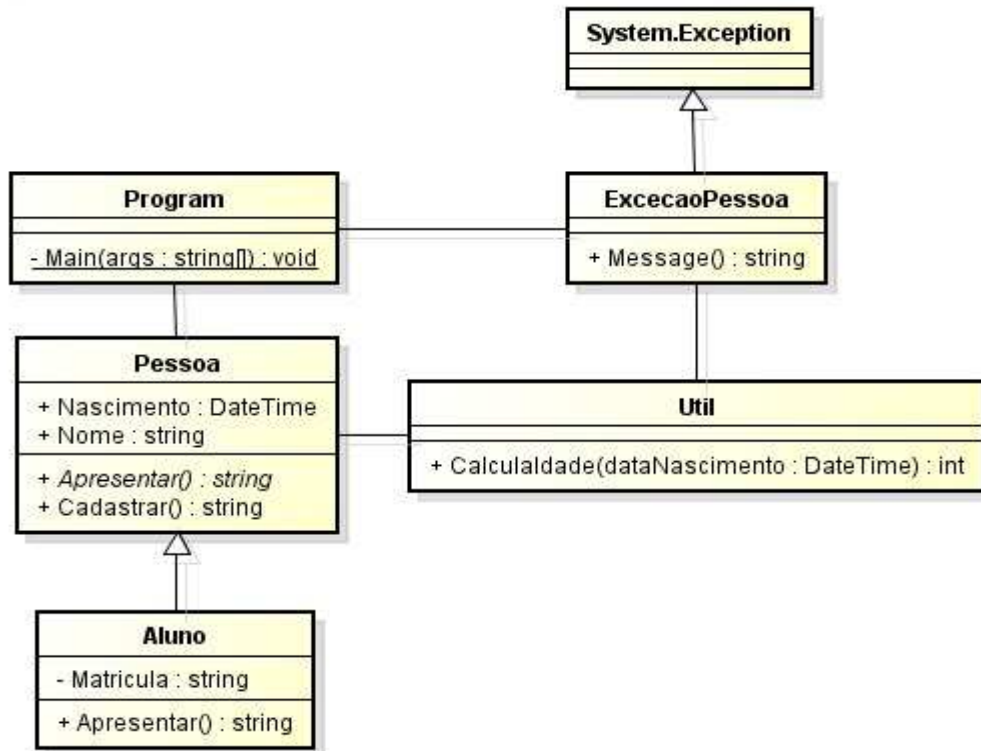 System.Exception
Program
- Main(args : string[]) : void
ExcecaoPessoa
+ Message() : string
Pessoa
+ Nascimento : DateTime
+ Nome : string
+ Apresentar() : string
+ Cadastrar() : string
Util
+ CalculaIdade(dataNascimento : DateTime) : int
Aluno
- Matricula : string
+ Apresentar() : string